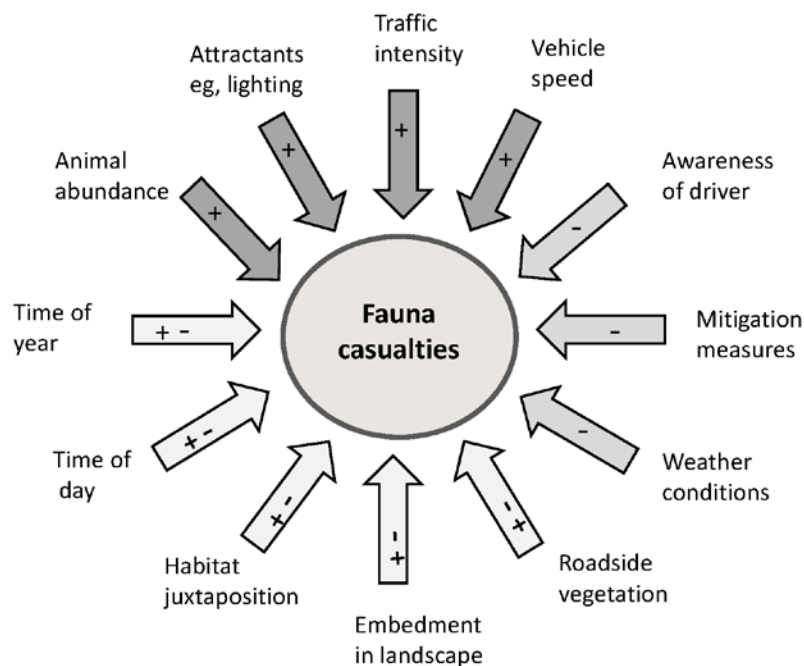 Traffic
intensity
Vehicle
speed
Awareness
of driver
Mitigation
measures
Weather
conditions
Roadside
vegetation
Embedment
in landscape
Habitat
juxtaposition
Time of
day
Time of
year
Animal
abundance
Attractants
eg, lighting
Fauna
casualties
+
+
-
-
-
- +
- +
+ -
+ -
+ -
+
+